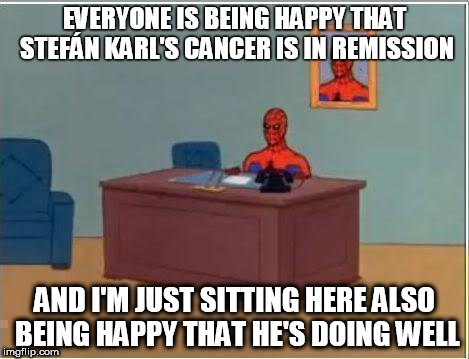 EVERYONE IS BEING HAPPY THAT
STEFÁN KARL'S CANCER IS IN REMISSION
AND I'M JUST SITTING HERE ALSO
BEING HAPPY THAT HE'S DOING WELL
imgflip.com